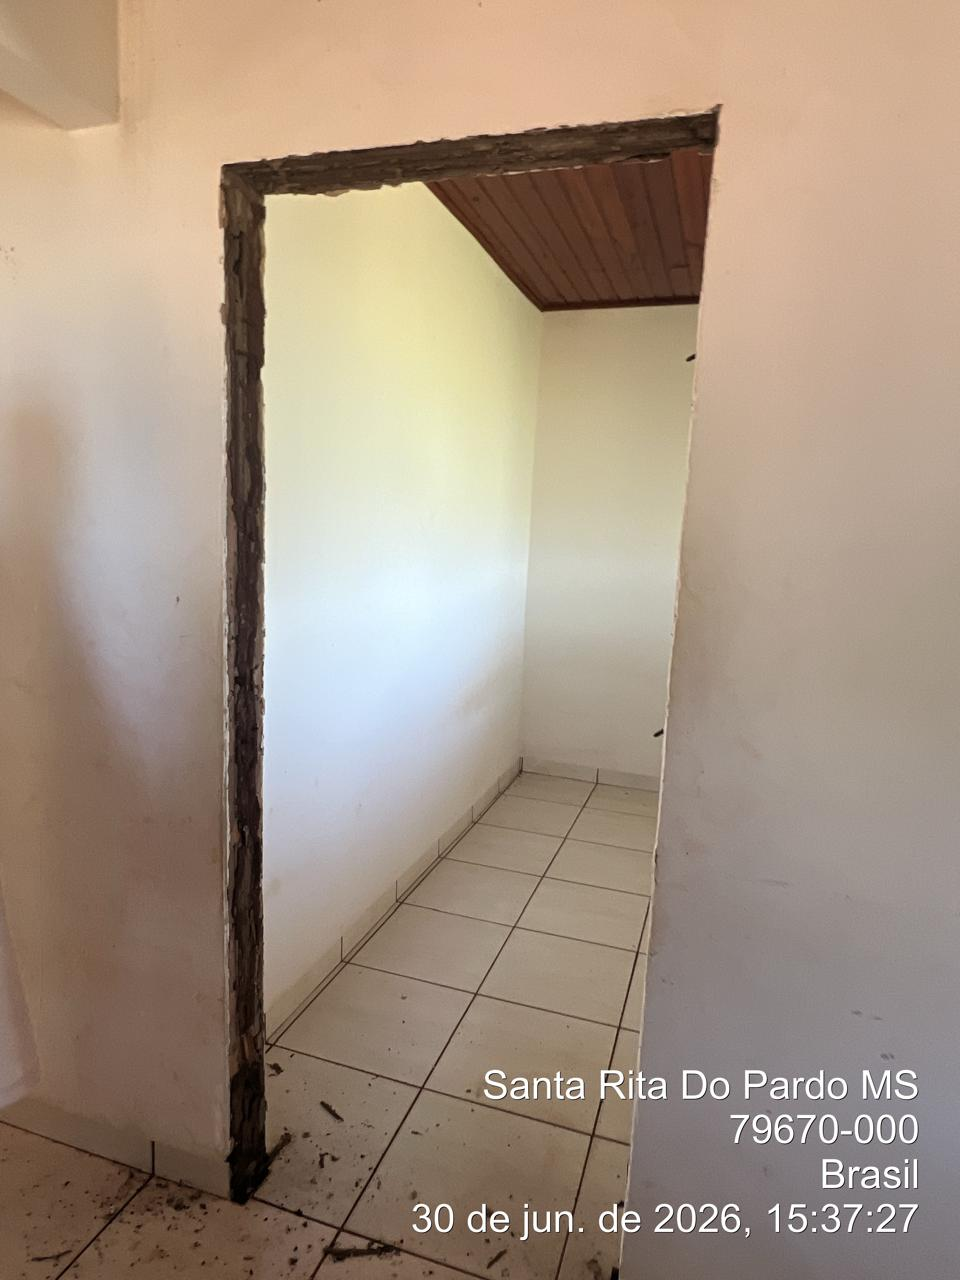 Santa Rita Do Pardo MS
79670-000
Brasil
30 de jun. de 2026, 15:37:27